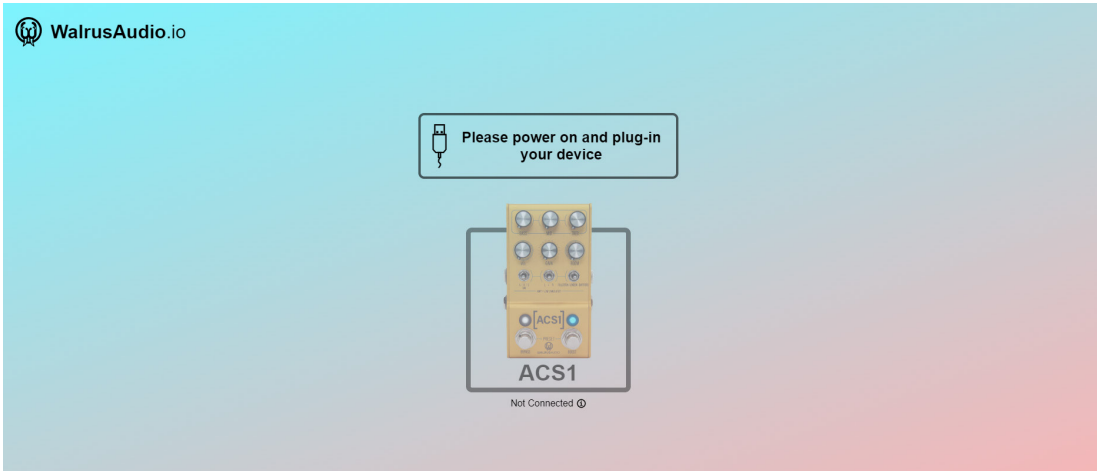 WalrusAudio.io
Please power on and plug-in
your device
[ACS1]
ACS1
Not Connected